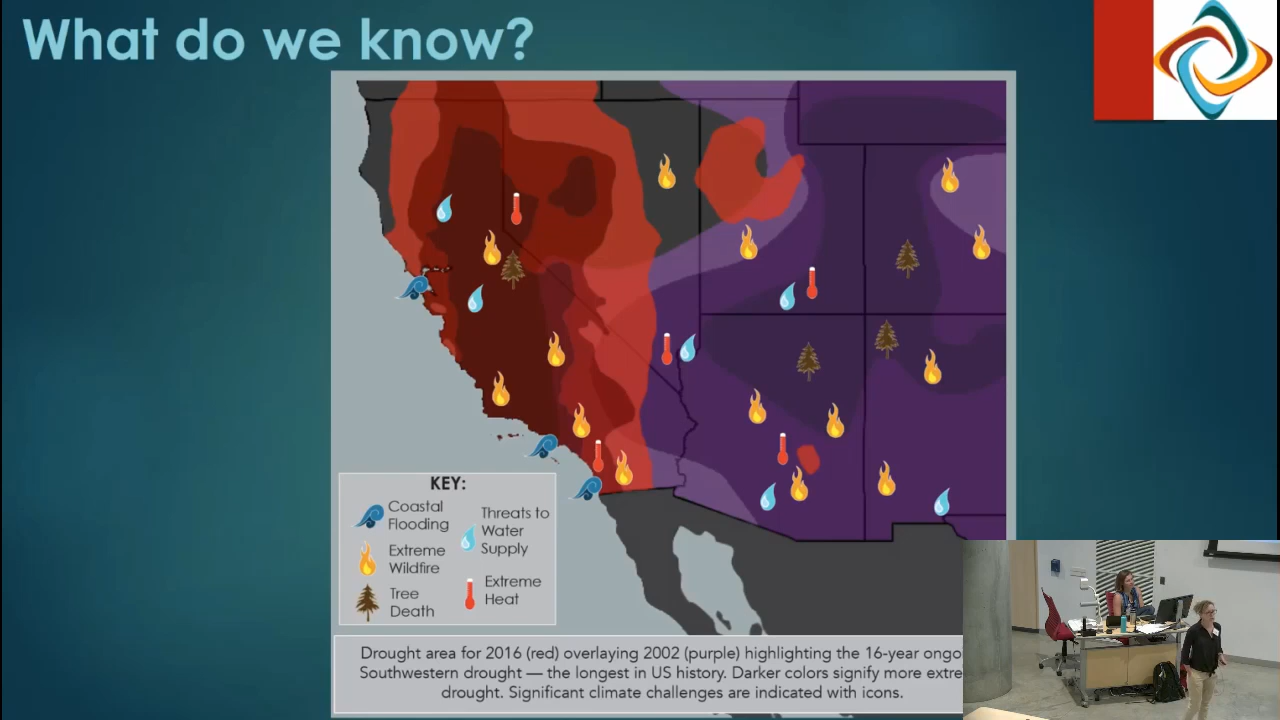 What do we know?
KEY:
Coastal
Flooding
Extreme
Wildfire
Tree
Death
Threats to
Water
Supply
Extreme
Heat
Drought area for 2016 (red) overlaying 2002 (purple) highlighting the 16-year ongo
Southwestern drought — the longest in US history. Darker colors signify more extre
drought. Significant climate challenges are indicated with icons.